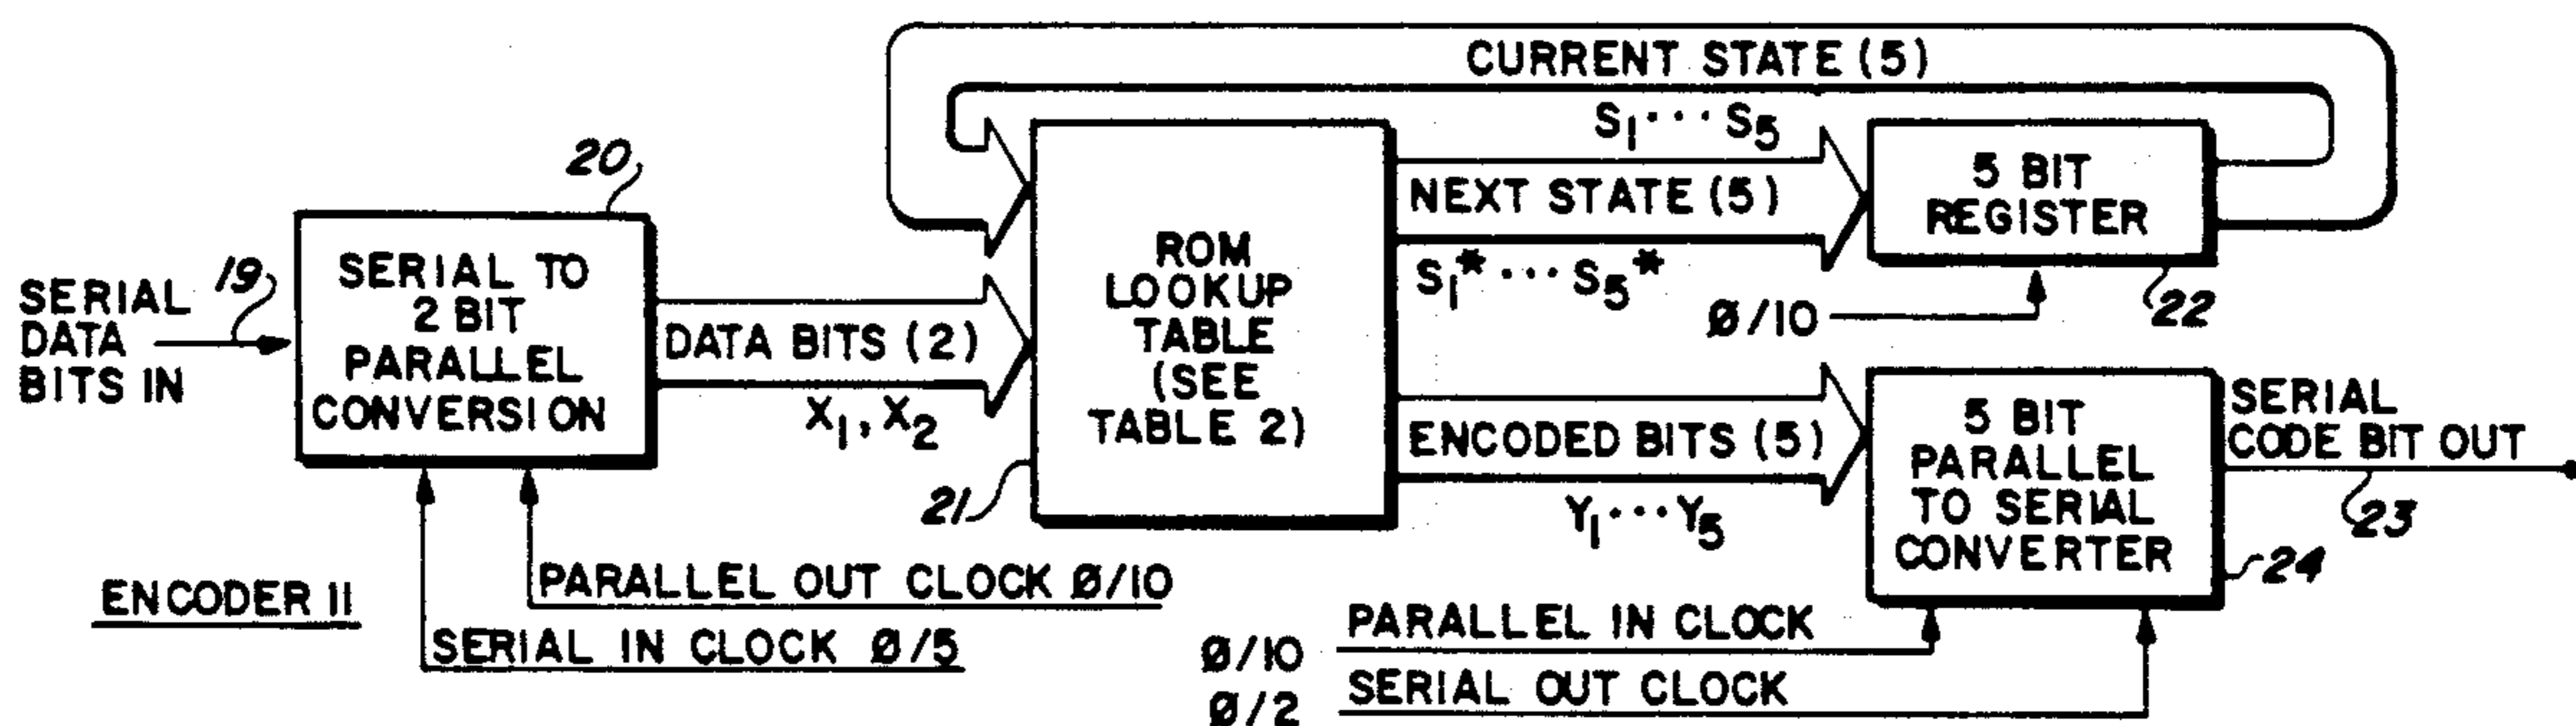 CURRENT STATE (5)
S1··· S5
20
5 BIT
REGISTER
22
NEXT STATE (5)
S1* ··· S5*
Ø/10
19
SERIAL
DATA
BITS IN
SERIAL TO
2 BIT
PARALLEL
CONVERSION
DATA BITS (2)
X1, X2
ROM
LOOKUP
TABLE
(SEE
TABLE 2)
21
ENCODED BITS (5)
Y1···Y5
5 BIT
PARALLEL
TO SERIAL
CONVERTER
24
SERIAL
CODE BIT OUT
23
ENCODER 11
PARALLEL OUT CLOCK Ø/10
SERIAL IN CLOCK Ø/5
Ø/10 PARALLEL IN CLOCK
Ø/2 SERIAL OUT CLOCK